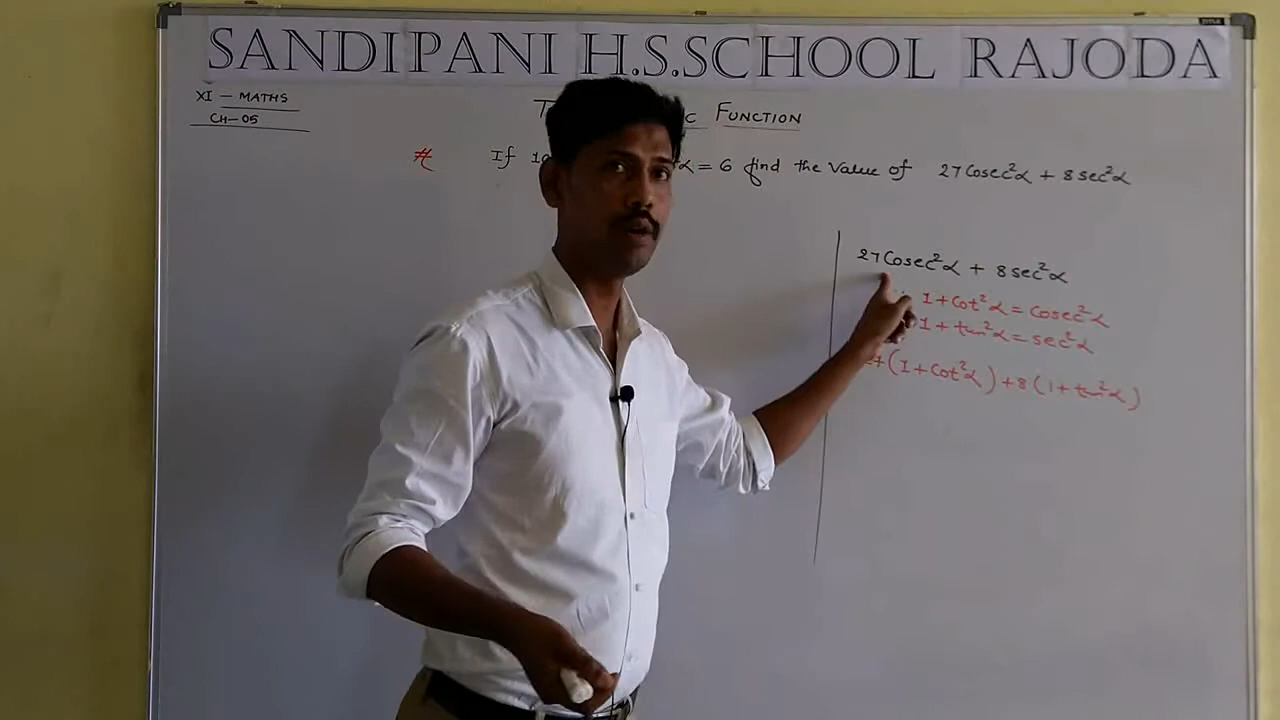 SANDIPANI H.S.SCHOOL RAJODA
XI - MATHS
CH-05
FUNCTION
# If α = 6 find the value of 27 Cosec²α + 8 sec²α
27 Cosec²α + 8 sec²α
1 + Cot²α = Cosec²α
1 + tan²α = sec²α
(1 + Cot²α) + 8 (1 + tan²α)